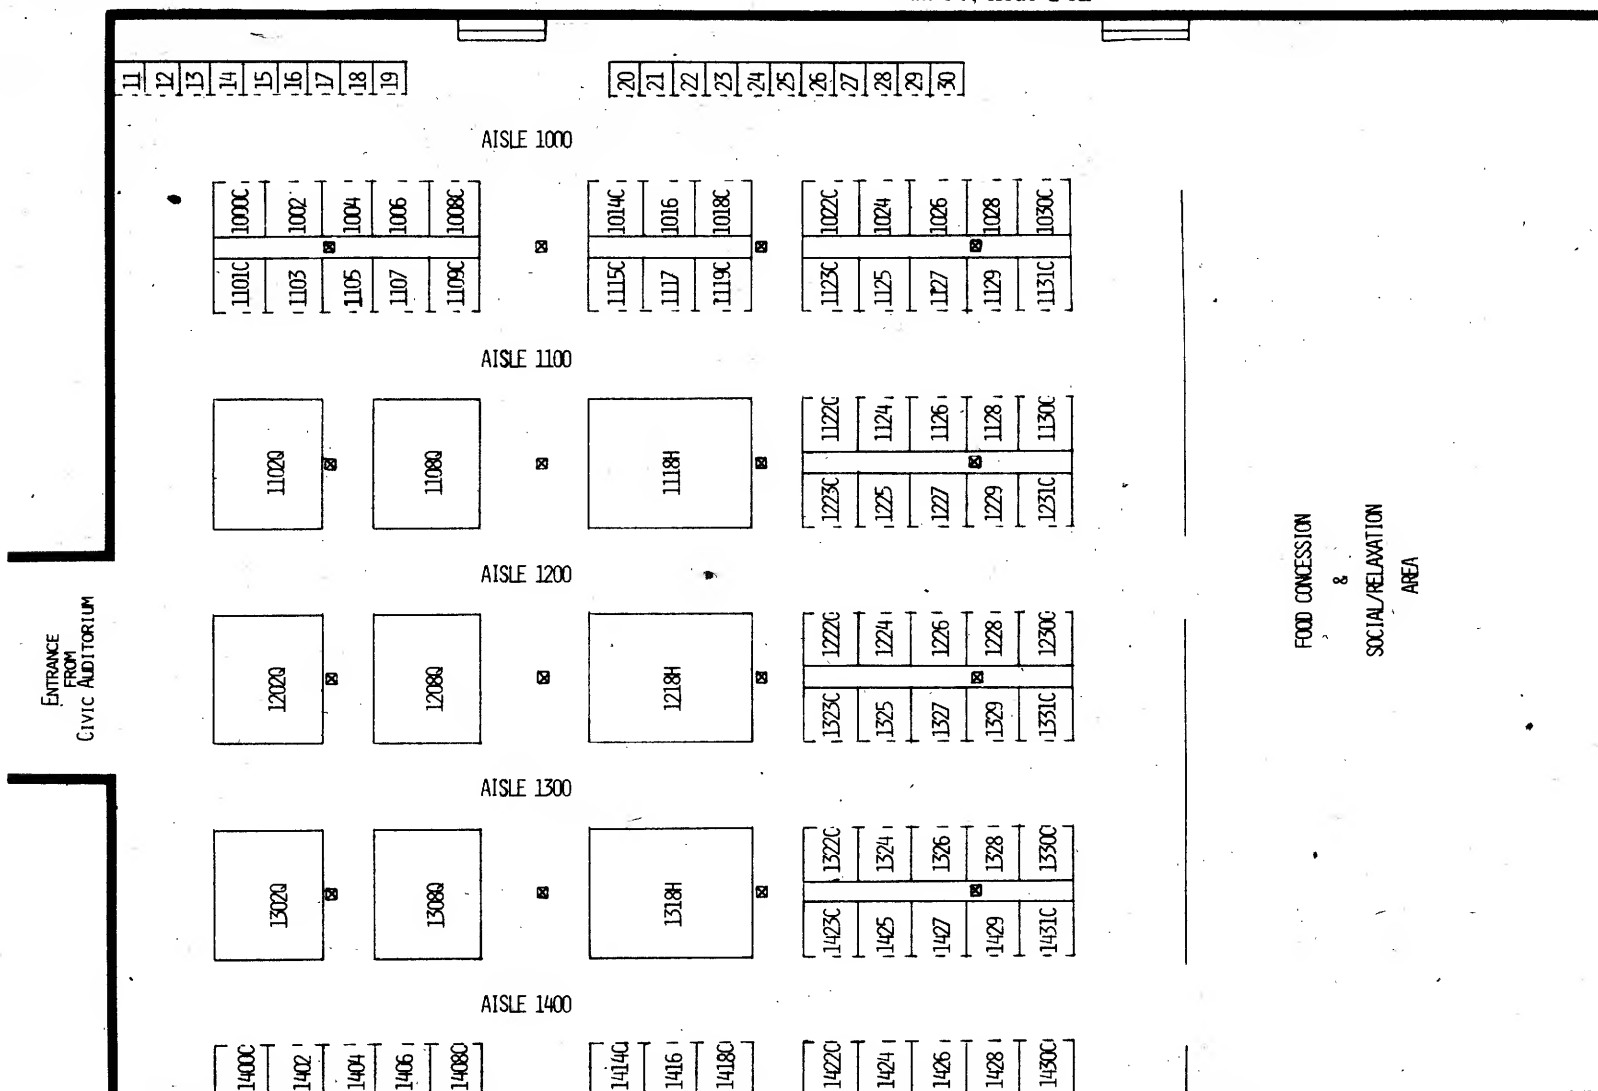 11 12 13 14 15 16 17 18 19
20 21 22 23 24 25 26 27 28 29 30
AISLE 1000
1000C 1002 1004 1006 1008C
1014C 1016 1018C
1022C 1024 1026 1028 1030C
1101C 1103 1105 1107 1109C
1115C 1117 1119C
1123C 1125 1127 1129 1131C
AISLE 1100
1102Q 1108Q 1118H
1122C 1124 1126 1128 1130C
1223C 1225 1227 1229 1231C
AISLE 1200
ENTRANCE
FROM
CIVIC AUDITORIUM
1202Q 1208Q 1218H
1222C 1224 1226 1228 1230C
1323C 1325 1327 1329 1331C
FOOD CONCESSION
&
SOCIAL/RELAXATION
AREA
AISLE 1300
1302Q 1308Q 1318H
1322C 1324 1326 1328 1330C
1423C 1425 1427 1429 1431C
AISLE 1400
1400C 1402 1404 1406 1408C
1414C 1416 1418C
1422C 1424 1426 1428 1430C